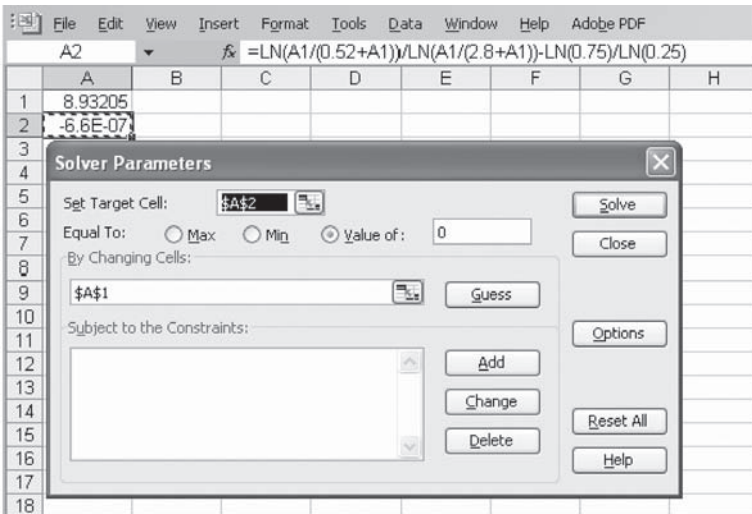 File Edit View Insert Format Tools Data Window Help Adobe PDF
A2 fx =LN(A1/(0.52+A1))/LN(A1/(2.8+A1))-LN(0.75)/LN(0.25)
A B C D E F G H
1 8.93205
2 -6.6E-07
3
4
5
6
7
8
9
10
11
12
13
14
15
16
17
18
Solver Parameters
Set Target Cell: $A$2 Solve
Equal To: Max Min Value of: 0 Close
By Changing Cells:
$A$1 Guess
Subject to the Constraints: Options
Add
Change
Delete Reset All
Help